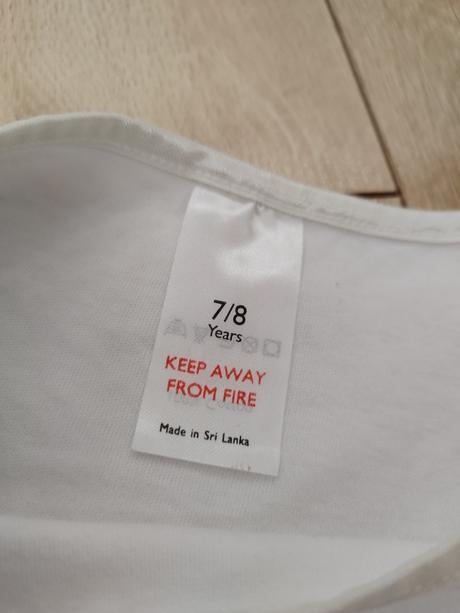 7/8
Years
KEEP AWAY
FROM FIRE
Made in Sri Lanka